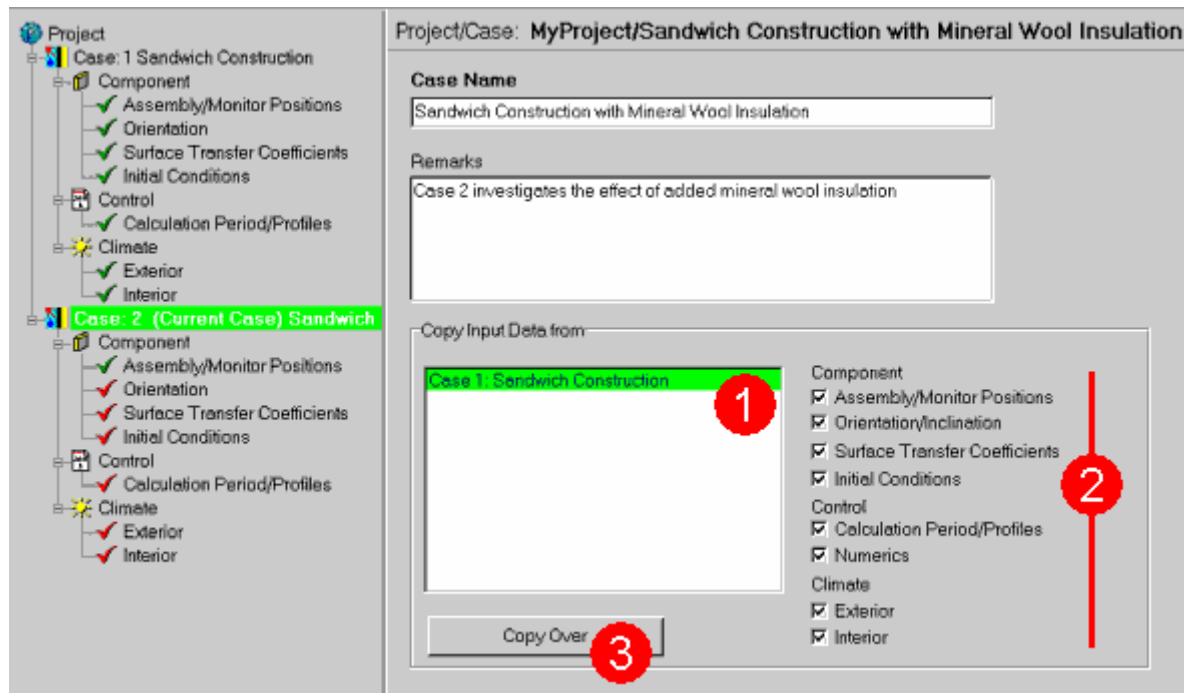 Project
Case: 1 Sandwich Construction
Component
Assembly/Monitor Positions
Orientation
Surface Transfer Coefficients
Initial Conditions
Control
Calculation Period/Profiles
Climate
Exterior
Interior
Case: 2 (Current Case) Sandwich
Component
Assembly/Monitor Positions
Orientation
Surface Transfer Coefficients
Initial Conditions
Control
Calculation Period/Profiles
Climate
Exterior
Interior
Project/Case: MyProject/Sandwich Construction with Mineral Wool Insulation
Case Name
Sandwich Construction with Mineral Wool Insulation
Remarks
Case 2 investigates the effect of added mineral wool insulation
Copy Input Data from
Case 1: Sandwich Construction
1
Component
Assembly/Monitor Positions
Orientation/Inclination
Surface Transfer Coefficients
Initial Conditions
2
Control
Calculation Period/Profiles
Numerics
Climate
Exterior
Interior
Copy Over
3